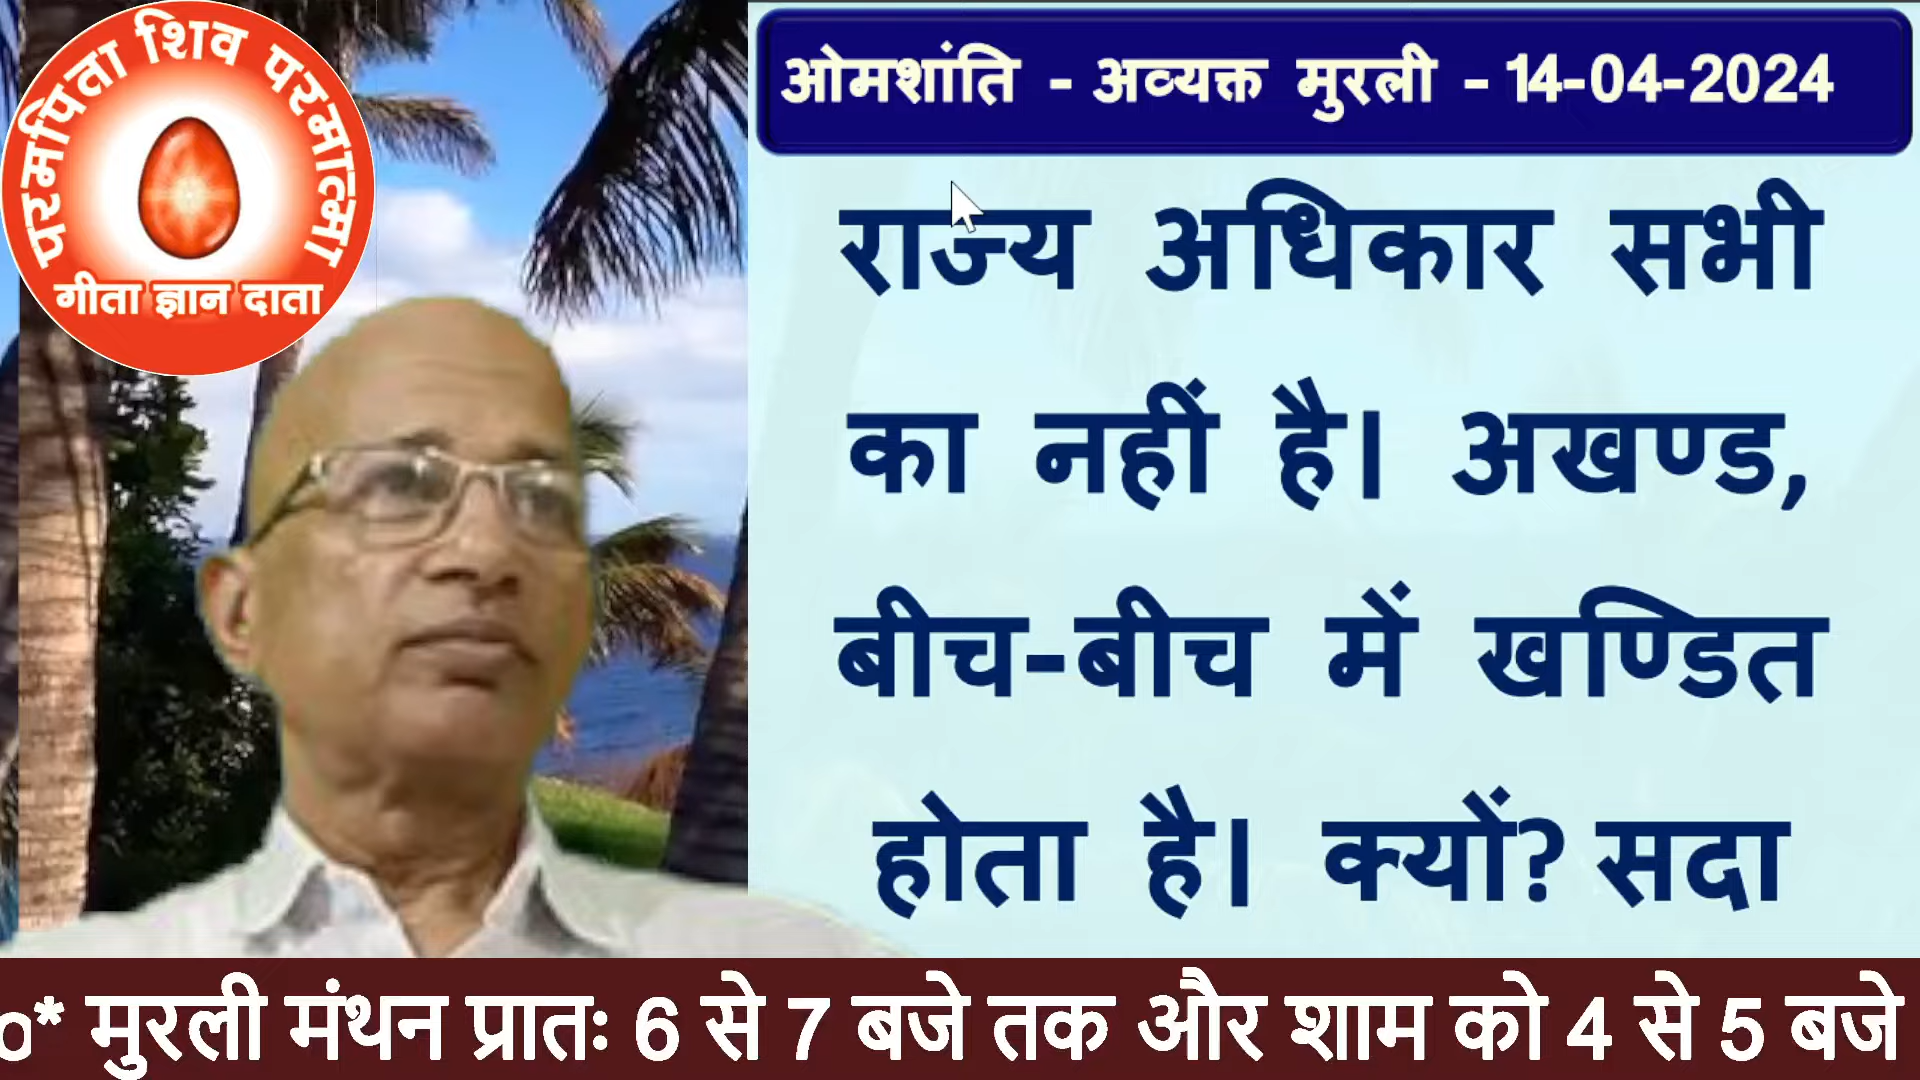 परमपिता शिव परमात्मा
गीता ज्ञान दाता
ओमशांति - अव्यक्त मुरली - 14-04-2024
राज्य अधिकार सभी
का नहीं है। अखण्ड,
बीच-बीच में खण्डित
होता है। क्यों? सदा
o* मुरली मंथन प्रातः 6 से 7 बजे तक और शाम को 4 से 5 बजे